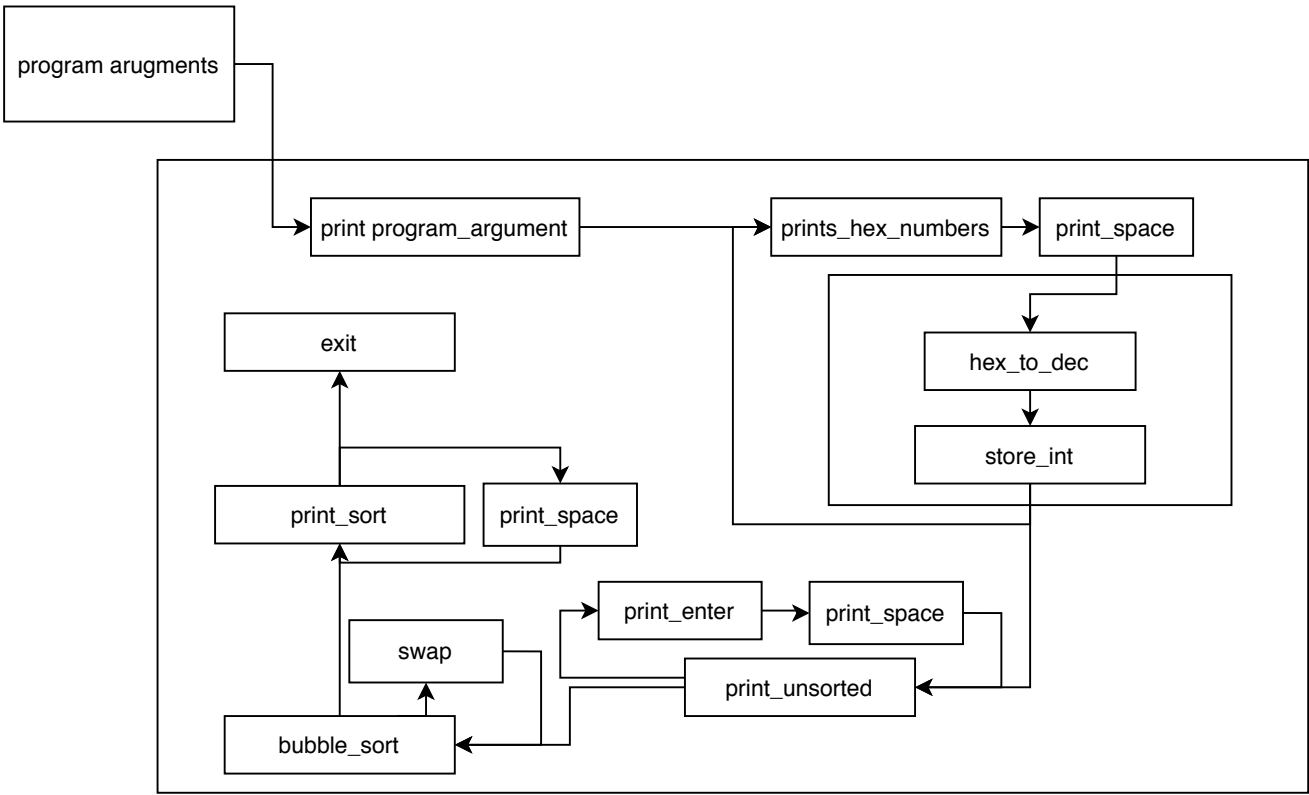 program arugments
print program_argument
prints_hex_numbers
print_space
exit
hex_to_dec
store_int
print_sort
print_space
print_enter
print_space
swap
print_unsorted
bubble_sort